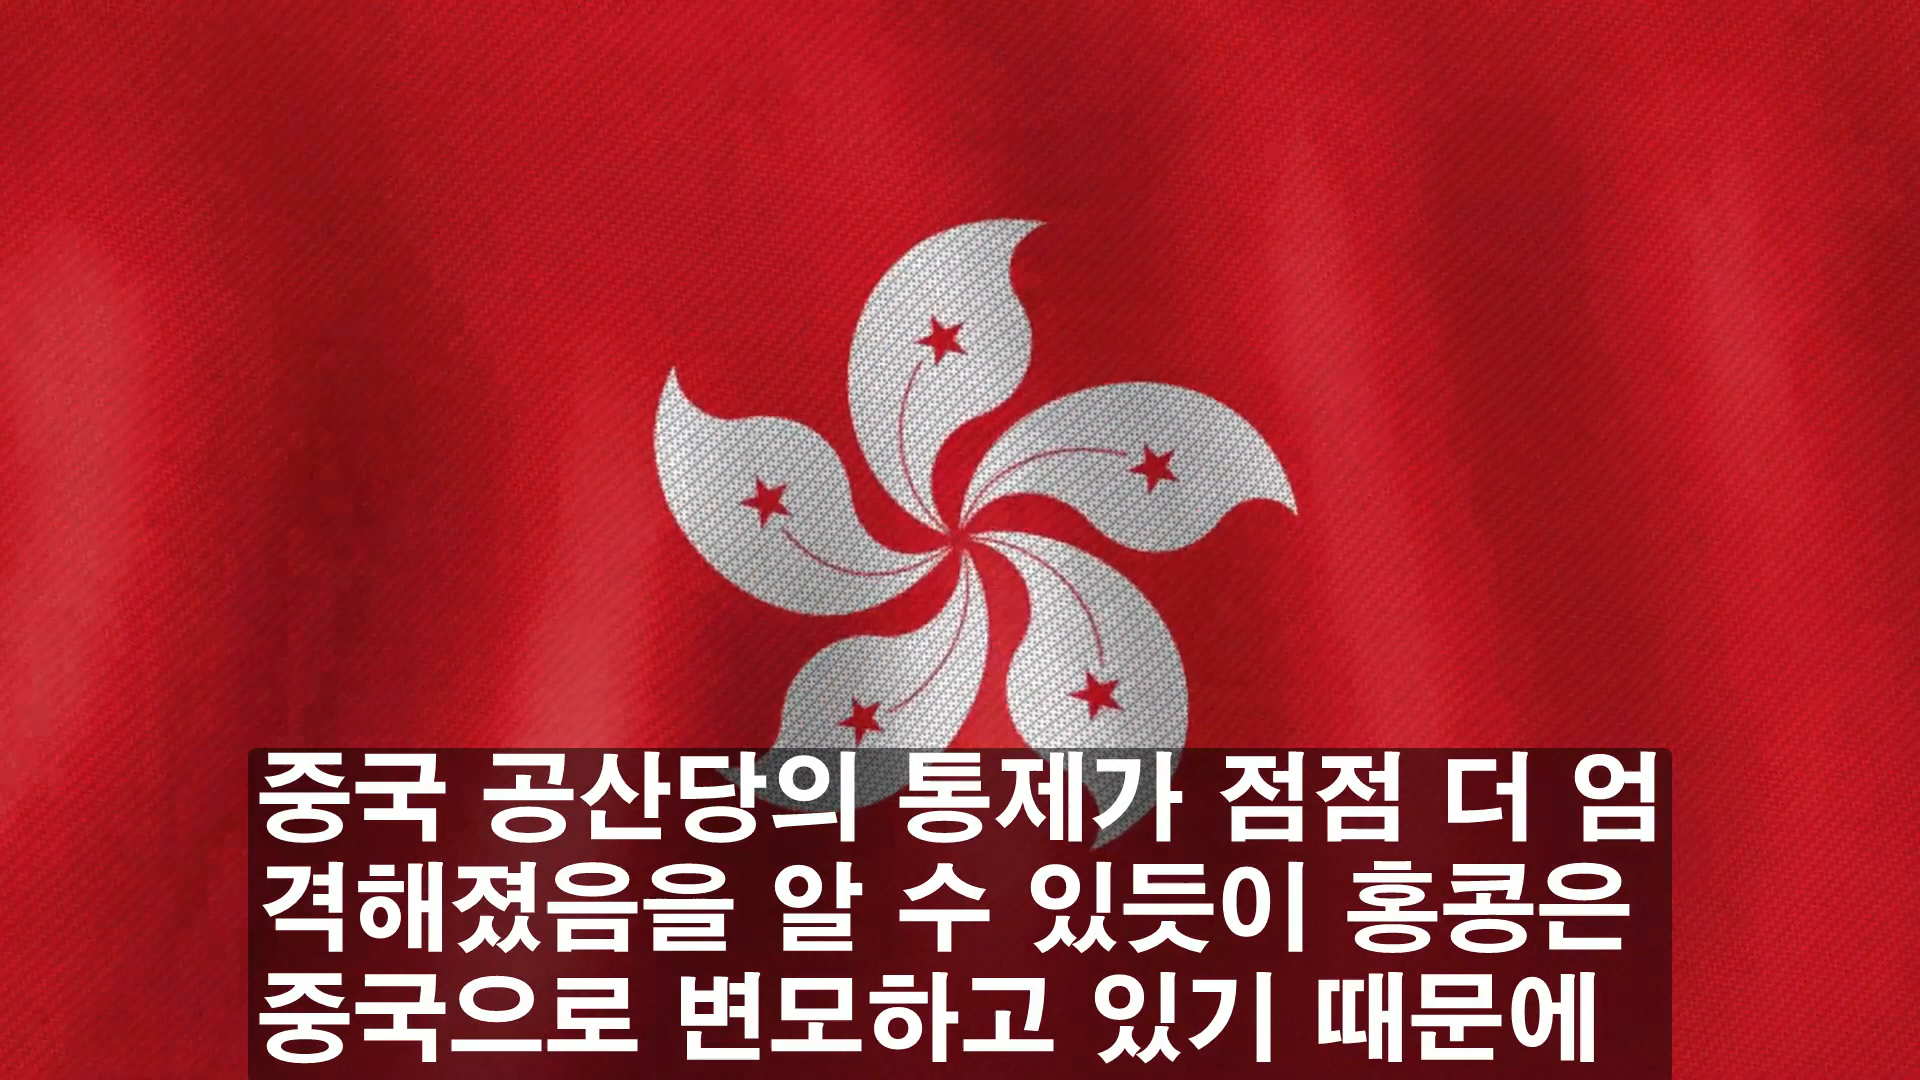 중국 공산당의 통제가 점점 더 엄
격해졌음을 알 수 있듯이 홍콩은
중국으로 변모하고 있기 때문에